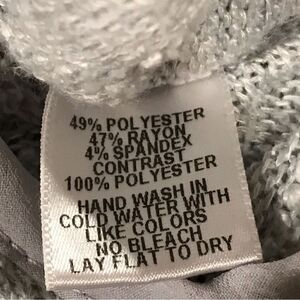 49% POLYESTER
47% RAYON
4% SPANDEX
CONTRAST
100% POLYESTER
HAND WASH IN
COLD WATER WITH
LIKE COLORS
NO BLEACH
LAY FLAT TO DRY